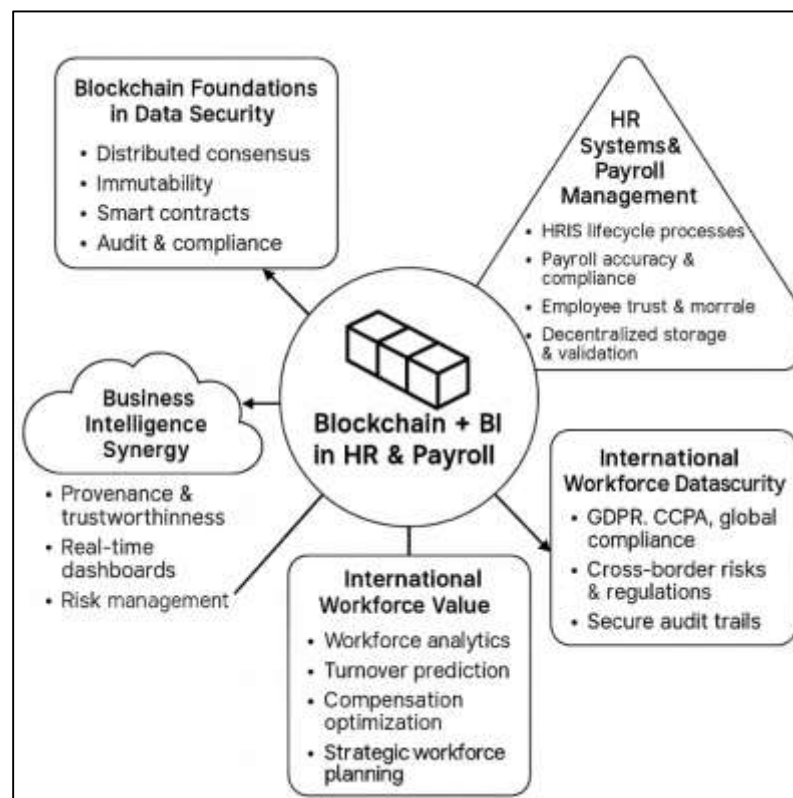 Blockchain Foundations
in Data Security
• Distributed consensus
• Immutability
• Smart contracts
• Audit & compliance
HR
Systems&
Payroll
Management
• HRIS lifecycle processes
• Payroll accuracy &
compliance
• Employee trust & morrale
• Decentralized storage
& validation
Blockchain + BI
in HR & Payroll
Business
Intelligence
Synergy
• Provenance &
trustworthinness
• Real-time
dashboards
• Risk management
International
Workforce Datascurity
• GDPR. CCPA, global
compliance
• Cross-border risks
& regulations
• Secure audit trails
International
Workforce Value
• Workforce analytics
• Turnover prediction
• Compensation
optimization
• Strategic workforce
planning